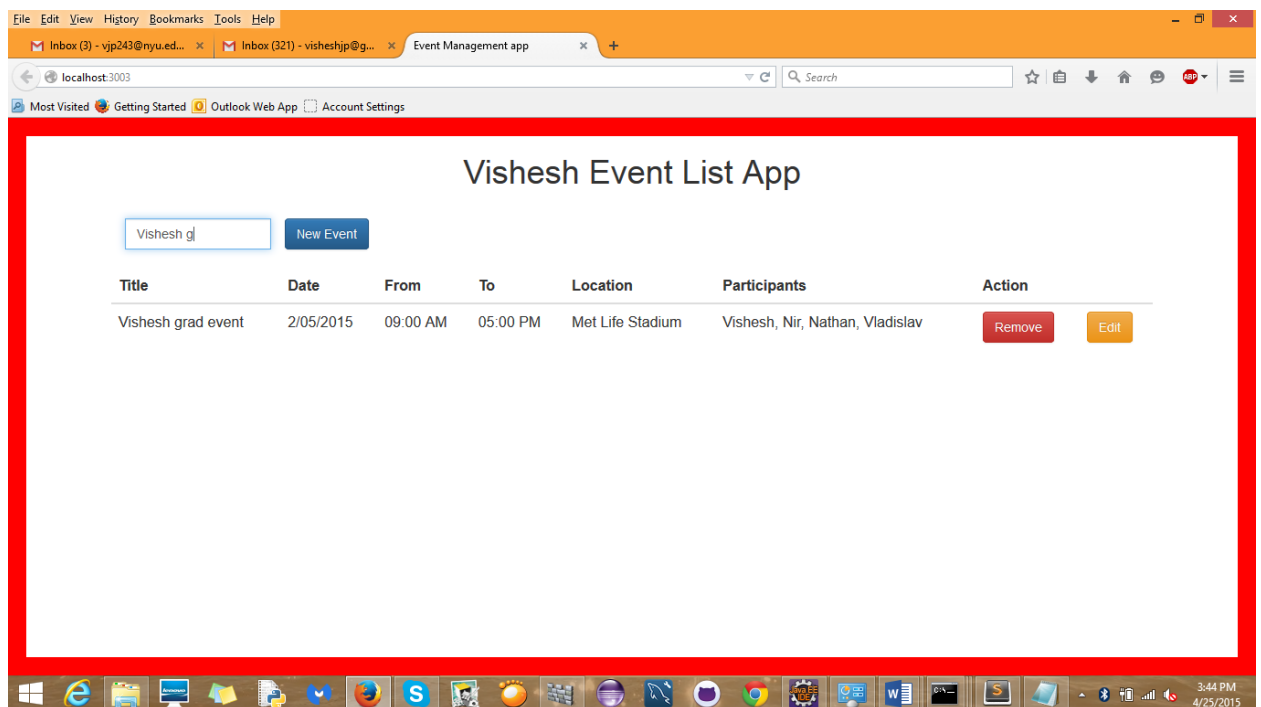 File Edit View History Bookmarks Tools Help
Inbox (3) - vjp243@nyu.ed... × Inbox (321) - visheshjp@g... × Event Management app × +
localhost:3003 Search ABP
Most Visited Getting Started Outlook Web App Account Settings
Vishesh Event List App
Vishesh g New Event
Title Date From To Location Participants Action
Vishesh grad event 2/05/2015 09:00 AM 05:00 PM Met Life Stadium Vishesh, Nir, Nathan, Vladislav Remove Edit
3:44 PM
4/25/2015